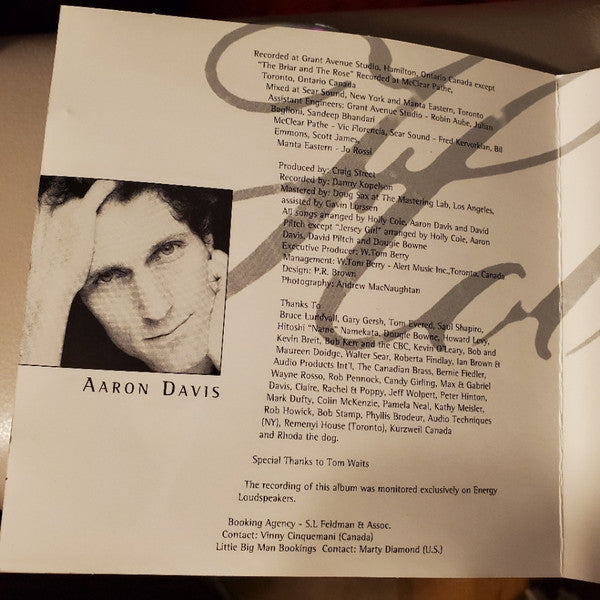 Recorded at Grant Avenue Studio, Hamilton, Ontario Canada except
"The Briar and The Rose" Recorded at McClear Pathe,
Toronto, Ontario Canada
Mixed at Sear Sound, New York and Manta Eastern, Toronto
Assistant Engineers: Grant Avenue Studio - Robin Aube, Julian
Baglioni, Sandeep Bhandari
McClear Pathe - Vic Florencia, Sear Sound - Fred Kervorkian, Bil
Emmons, Scott James,
Manta Eastern - Jo Rossi
Produced by: Craig Street
Recorded by: Danny Kopelson
Mastered by: Doug Sax at The Mastering Lab, Los Angeles,
assisted by Gavin Lurssen
All songs arranged by Holly Cole, Aaron Davis and David
Piltch except "Jersey Girl" arranged by Holly Cole, Aaron
Davis, David Piltch and Dougie Bowne
Executive Producer: W.Tom Berry
Management: W.Tom Berry - Alert Music Inc,Toronto, Canada
Design: P.R. Brown
Photography: Andrew MacNaughtan
Thanks To
Bruce Lundvall, Gary Gersh, Tom Evered, Saul Shapiro,
Hitoshi "Name" Namekata, Dougie Bowne, Howard Levy,
Kevin Breit, Bob Kerr and the CBC, Kevin O'Leary, Bob and
Maureen Doidge, Walter Sear, Roberta Findlay, Ian Brown &
Audio Products Int'l, The Canadian Brass, Bernie Fiedler,
Wayne Rosso, Rob Pennock, Candy Girling, Max & Gabriel
Davis, Claire, Rachel & Poppy, Jeff Wolpert, Peter Hinton,
Mark Dufty, Colin McKenzie, Pamela Neal, Kathy Meisler,
Rob Howick, Bob Stamp, Phyllis Brodeur, Audio Techniques
(NY), Remenyi House (Toronto), Kurzweil Canada
and Rhoda the dog.
AARON DAVIS
Special Thanks to Tom Waits
The recording of this album was monitored exclusively on Energy
Loudspeakers.
Booking Agency - S.L Feldman & Assoc.
Contact: Vinny Cinquemani (Canada)
Little Big Man Bookings Contact: Marty Diamond (U.S.)